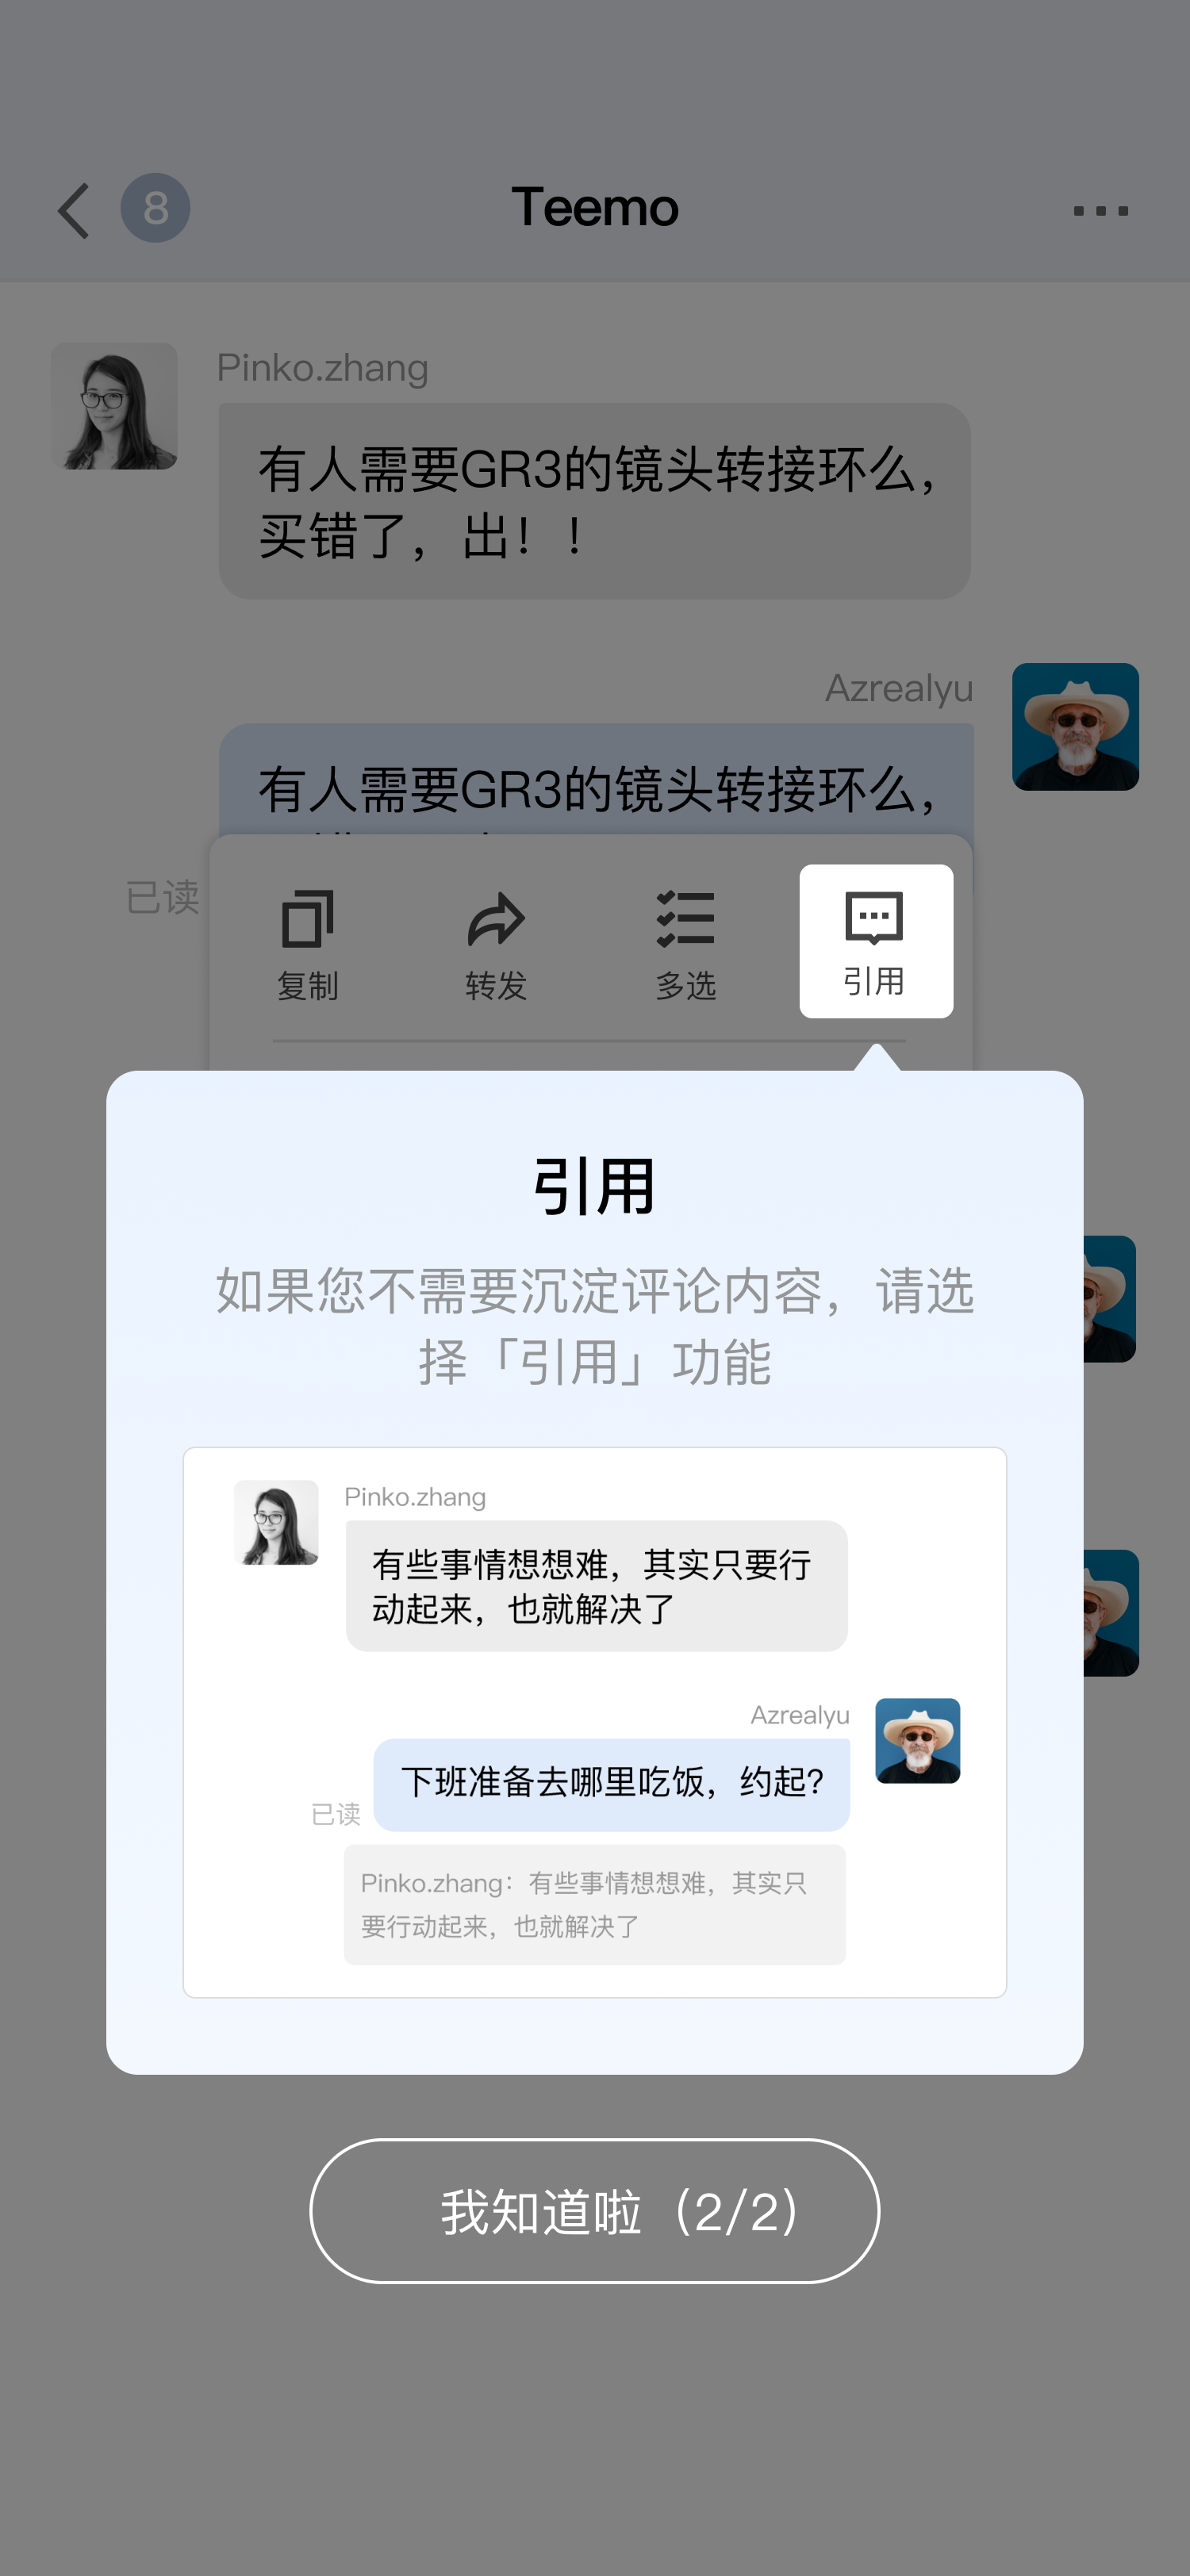 8
Teemo
Pinko.zhang
有人需要GR3的镜头转接环么，
买错了，出！！
Azrealyu
有人需要GR3的镜头转接环么，
已读
复制
转发
多选
引用
引用
如果您不需要沉淀评论内容，请选
择「引用」功能
Pinko.zhang
有些事情想想难，其实只要行
动起来，也就解决了
Azrealyu
下班准备去哪里吃饭，约起？
已读
Pinko.zhang：有些事情想想难，其实只
要行动起来，也就解决了
我知道啦（2/2）